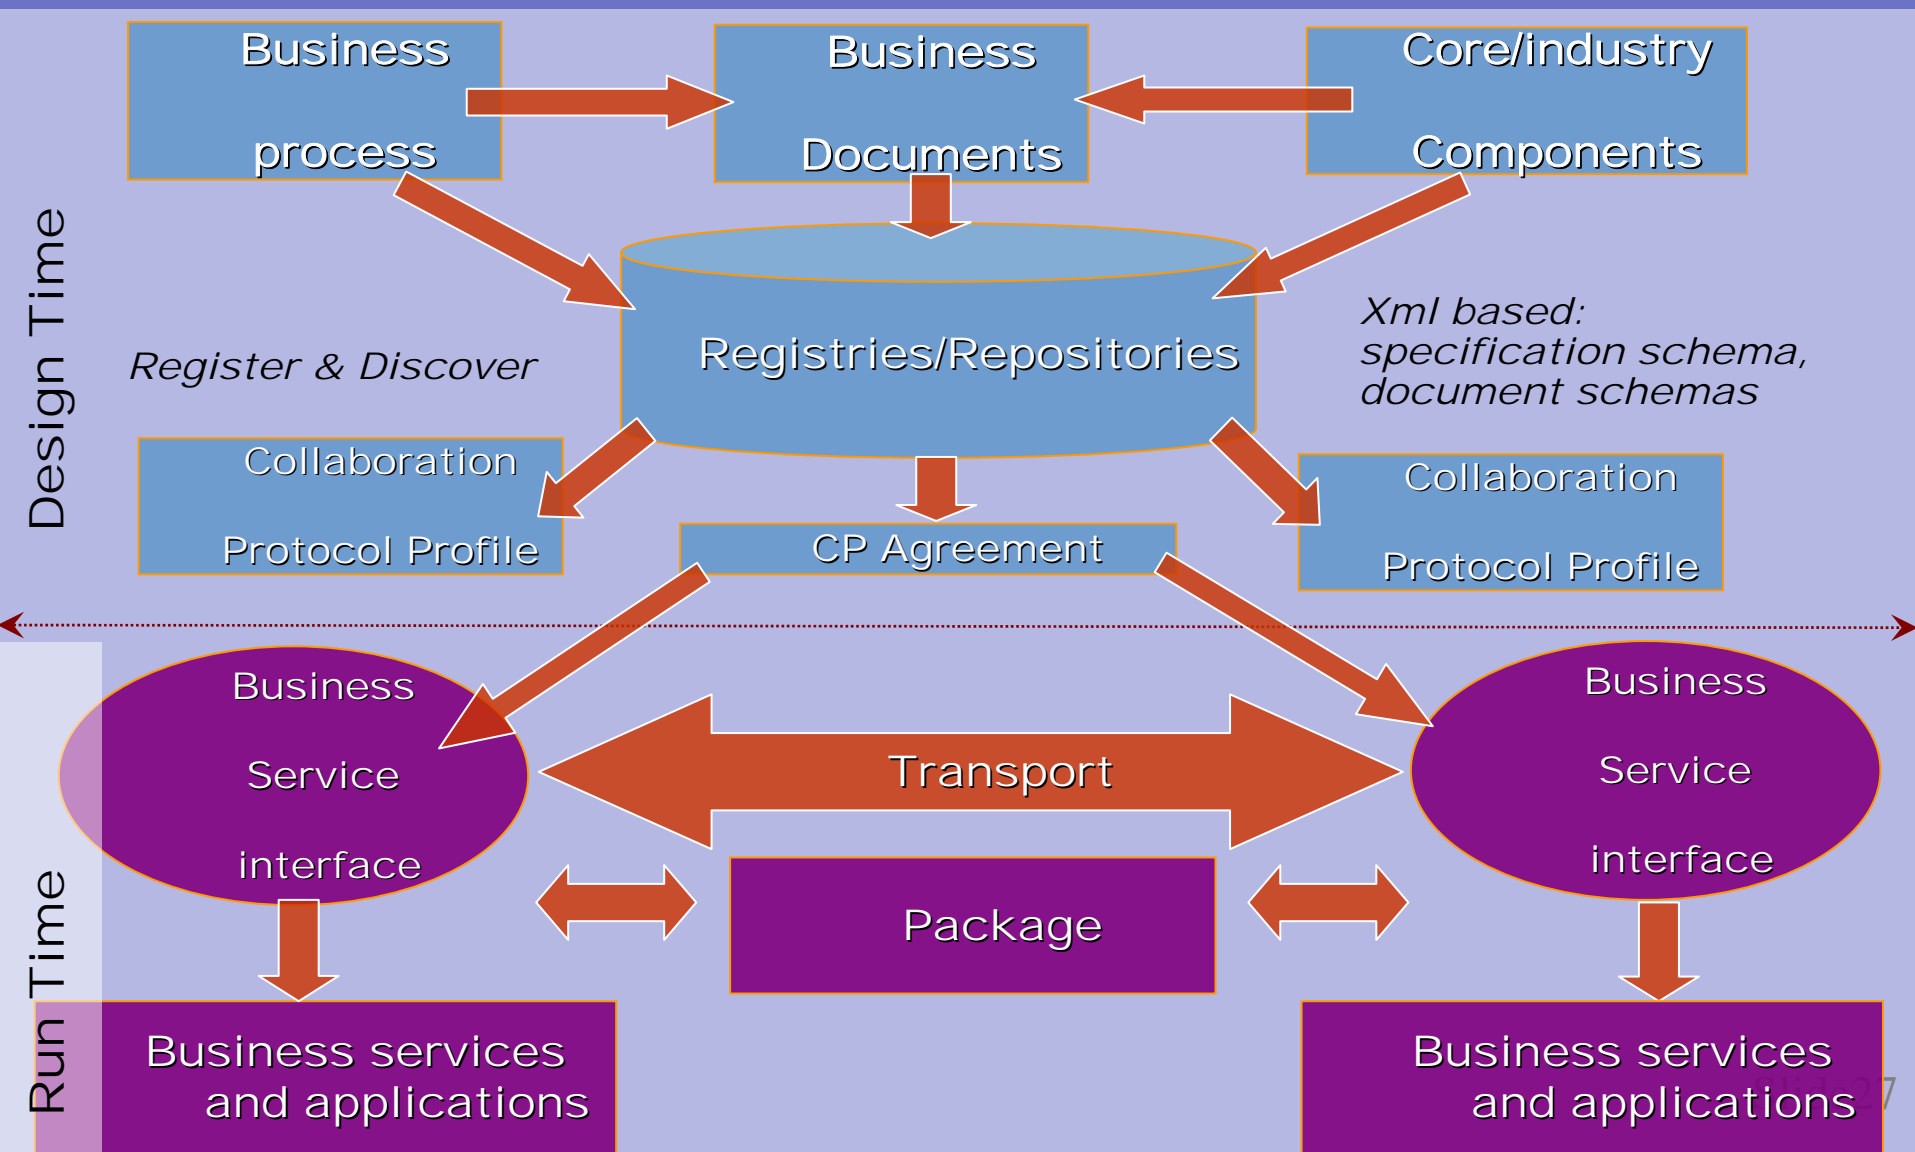 Business
process
Business
Documents
Core/industry
Components
Design Time
Registries/Repositories
Register & Discover
Xml based:
specification schema,
document schemas
Collaboration
Protocol Profile
CP Agreement
Collaboration
Protocol Profile
Business
Service
interface
Transport
Business
Service
interface
Package
Run Time
Business services
and applications
Business services
and applications
Slide27